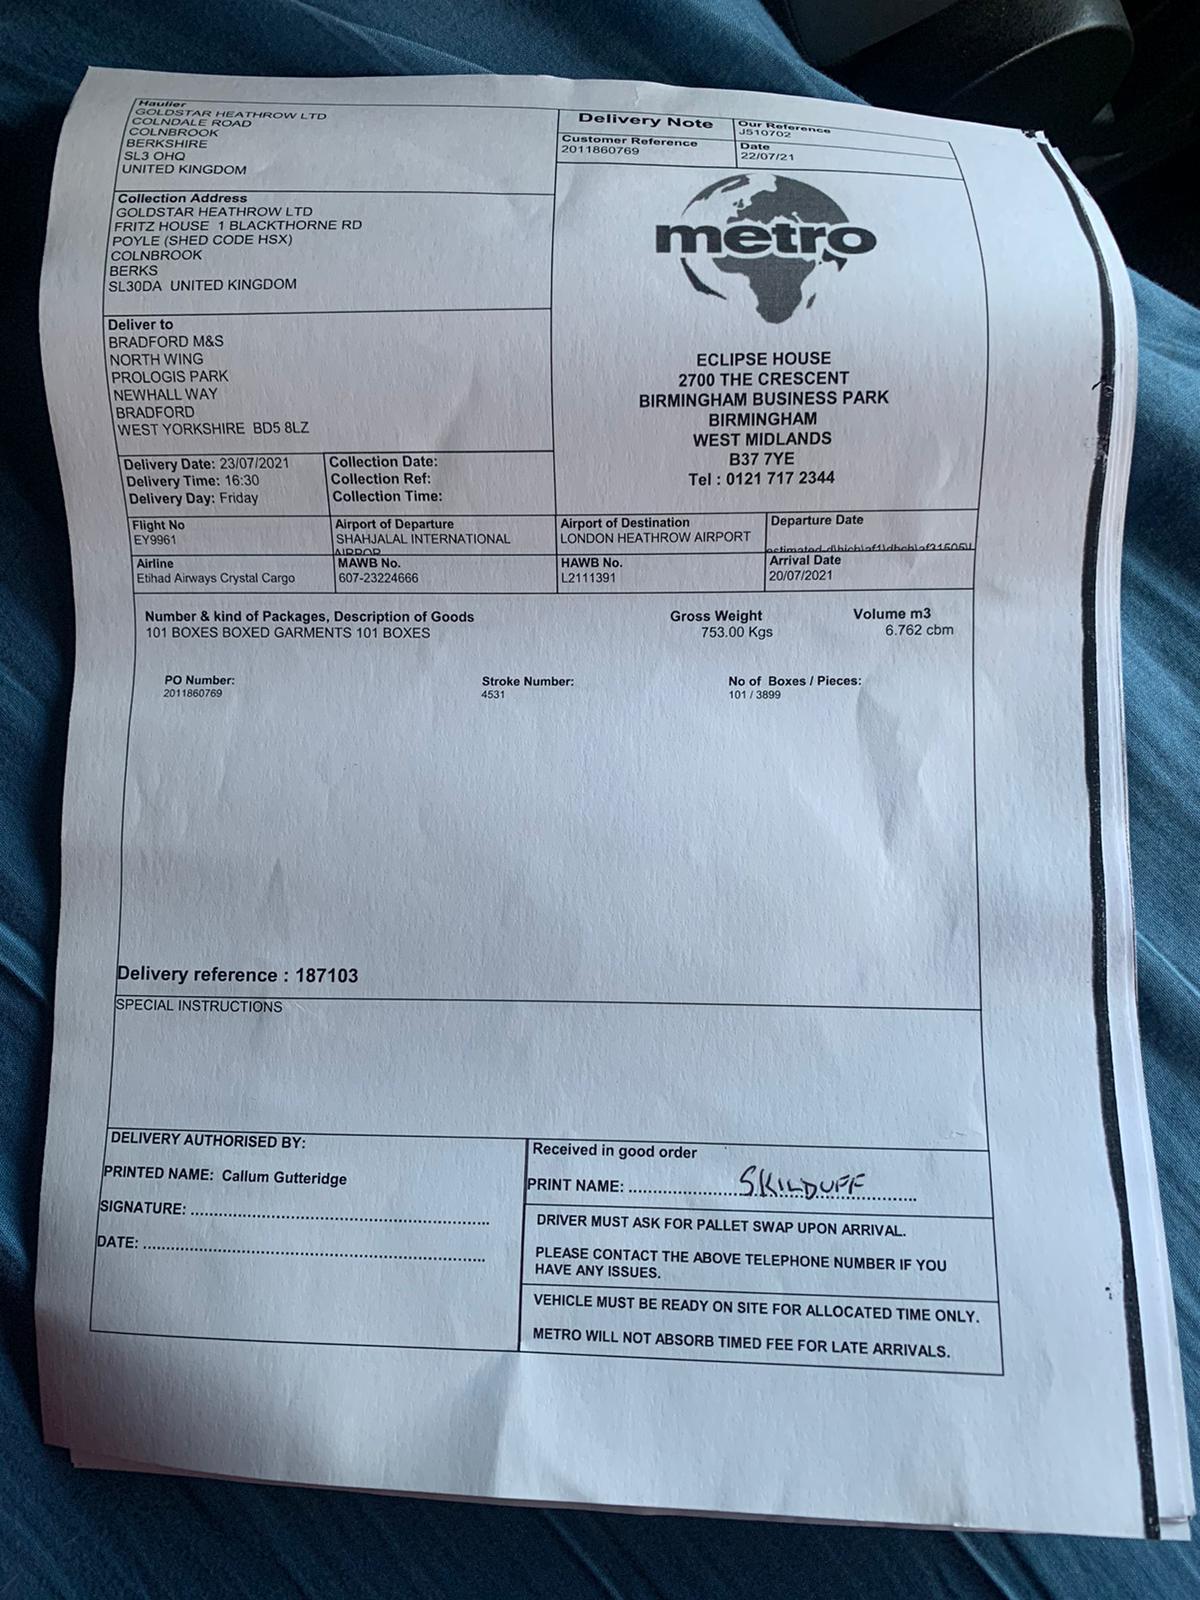 Haulier
GOLDSTAR HEATHROW LTD
COLNDALE ROAD
COLNBROOK
BERKSHIRE
SL3 OHQ
UNITED KINGDOM
Delivery Note
Our Reference
J510702
Customer Reference
2011860769
Date
22/07/21
Collection Address
GOLDSTAR HEATHROW LTD
FRITZ HOUSE 1 BLACKTHORNE RD
POYLE (SHED CODE HSX)
COLNBROOK
BERKS
SL30DA UNITED KINGDOM
metro
Deliver to
BRADFORD M&S
NORTH WING
PROLOGIS PARK
NEWHALL WAY
BRADFORD
WEST YORKSHIRE BD5 8LZ
ECLIPSE HOUSE
2700 THE CRESCENT
BIRMINGHAM BUSINESS PARK
BIRMINGHAM
WEST MIDLANDS
B37 7YE
Tel : 0121 717 2344
Delivery Date: 23/07/2021
Delivery Time: 16:30
Delivery Day: Friday
Collection Date:
Collection Ref:
Collection Time:
Flight No
EY9961
Airport of Departure
SHAHJALAL INTERNATIONAL
Airport of Destination
LONDON HEATHROW AIRPORT
Departure Date
Airline
Etihad Airways Crystal Cargo
MAWB No.
607-23224666
HAWB No.
L2111391
Arrival Date
20/07/2021
Number & kind of Packages, Description of Goods
101 BOXES BOXED GARMENTS 101 BOXES
Gross Weight
753.00 Kgs
Volume m3
6.762 cbm
PO Number:
2011860769
Stroke Number:
4531
No of Boxes / Pieces:
101 / 3899
Delivery reference : 187103
SPECIAL INSTRUCTIONS
DELIVERY AUTHORISED BY:
PRINTED NAME: Callum Gutteridge
SIGNATURE:
DATE:
Received in good order
PRINT NAME: SKILDUFF
DRIVER MUST ASK FOR PALLET SWAP UPON ARRIVAL.
PLEASE CONTACT THE ABOVE TELEPHONE NUMBER IF YOU
HAVE ANY ISSUES.
VEHICLE MUST BE READY ON SITE FOR ALLOCATED TIME ONLY.
METRO WILL NOT ABSORB TIMED FEE FOR LATE ARRIVALS.